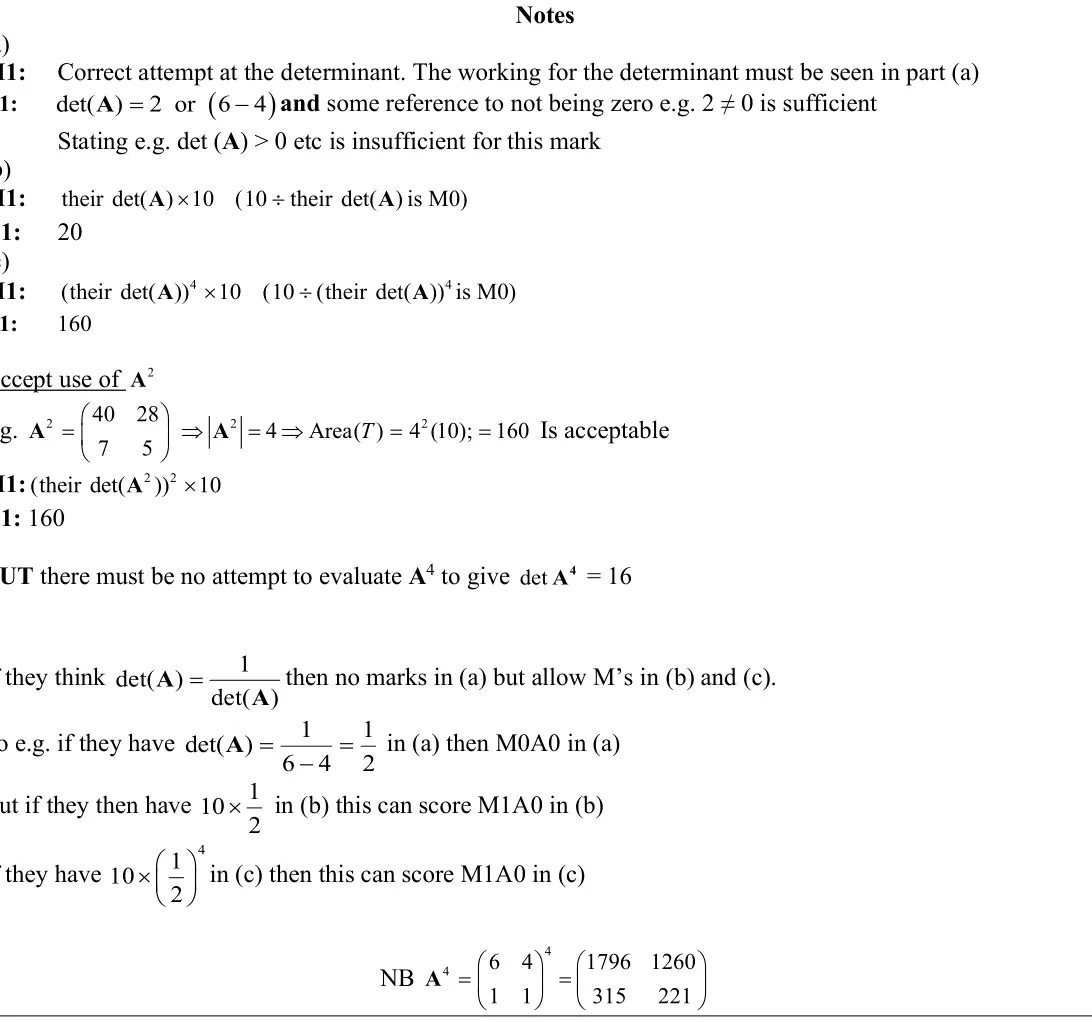 Notes
)
I1: Correct attempt at the determinant. The working for the determinant must be seen in part (a)
1: det(A) = 2 or (6 − 4) and some reference to not being zero e.g. 2 ≠ 0 is sufficient
Stating e.g. det (A) > 0 etc is insufficient for this mark
)
I1: their det(A)×10 (10 ÷ their det(A) is M0)
1: 20
)
I1: (their det(A))⁴ ×10 (10 ÷ (their det(A))⁴ is M0)
1: 160
ccept use of A²
g. A² = (40 28; 7 5) ⇒ |A²| = 4 ⇒ Area(T) = 4²(10); = 160 Is acceptable
I1: (their det(A²))² ×10
1: 160
UT there must be no attempt to evaluate A⁴ to give det A⁴ = 16
they think det(A) = 1/det(A) then no marks in (a) but allow M’s in (b) and (c).
o e.g. if they have det(A) = 1/(6 − 4) = 1/2 in (a) then M0A0 in (a)
ut if they then have 10 × 1/2 in (b) this can score M1A0 in (b)
they have 10 × (1/2)⁴ in (c) then this can score M1A0 in (c)
NB A⁴ = (6 4; 1 1)⁴ = (1796 1260; 315 221)